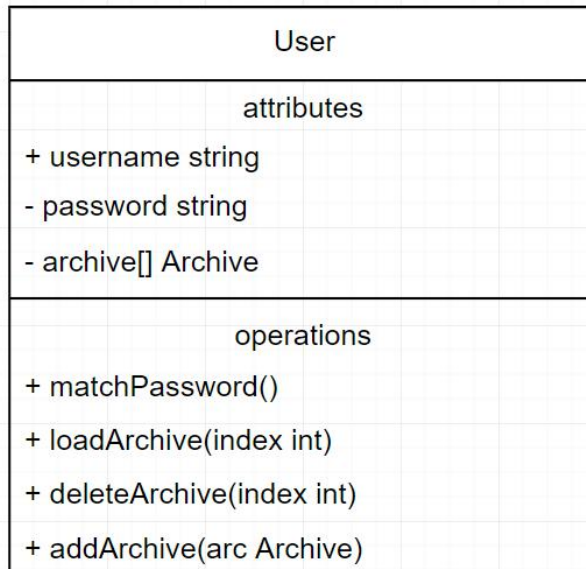 User
attributes
+ username string
- password string
- archive[] Archive
operations
+ matchPassword()
+ loadArchive(index int)
+ deleteArchive(index int)
+ addArchive(arc Archive)